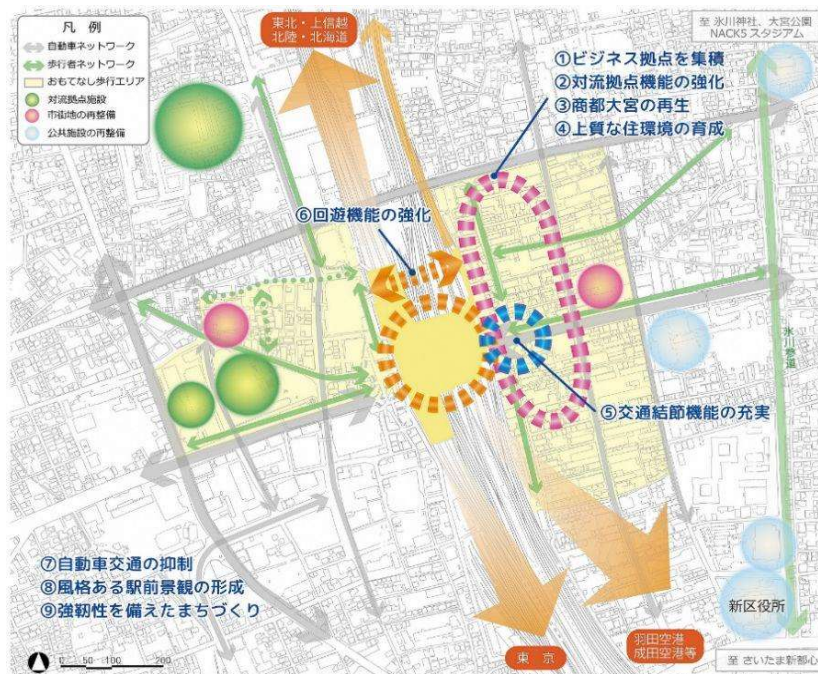 凡 例
自動車ネットワーク
歩行者ネットワーク
おもてなし歩行エリア
対流拠点施設
市街地の再整備
公共施設の再整備
東北・上信越
北陸・北海道
至 氷川神社、大宮公園
NACK5 スタジアム
①ビジネス拠点を集積
②対流拠点機能の強化
③商都大宮の再生
④上質な住環境の育成
⑥回遊機能の強化
氷川参道
⑤交通結節機能の充実
⑦自動車交通の抑制
⑧風格ある駅前景観の形成
⑨強靭性を備えたまちづくり
新区役所
0 50 100 200
東 京
羽田空港
成田空港等
至 さいたま新都心